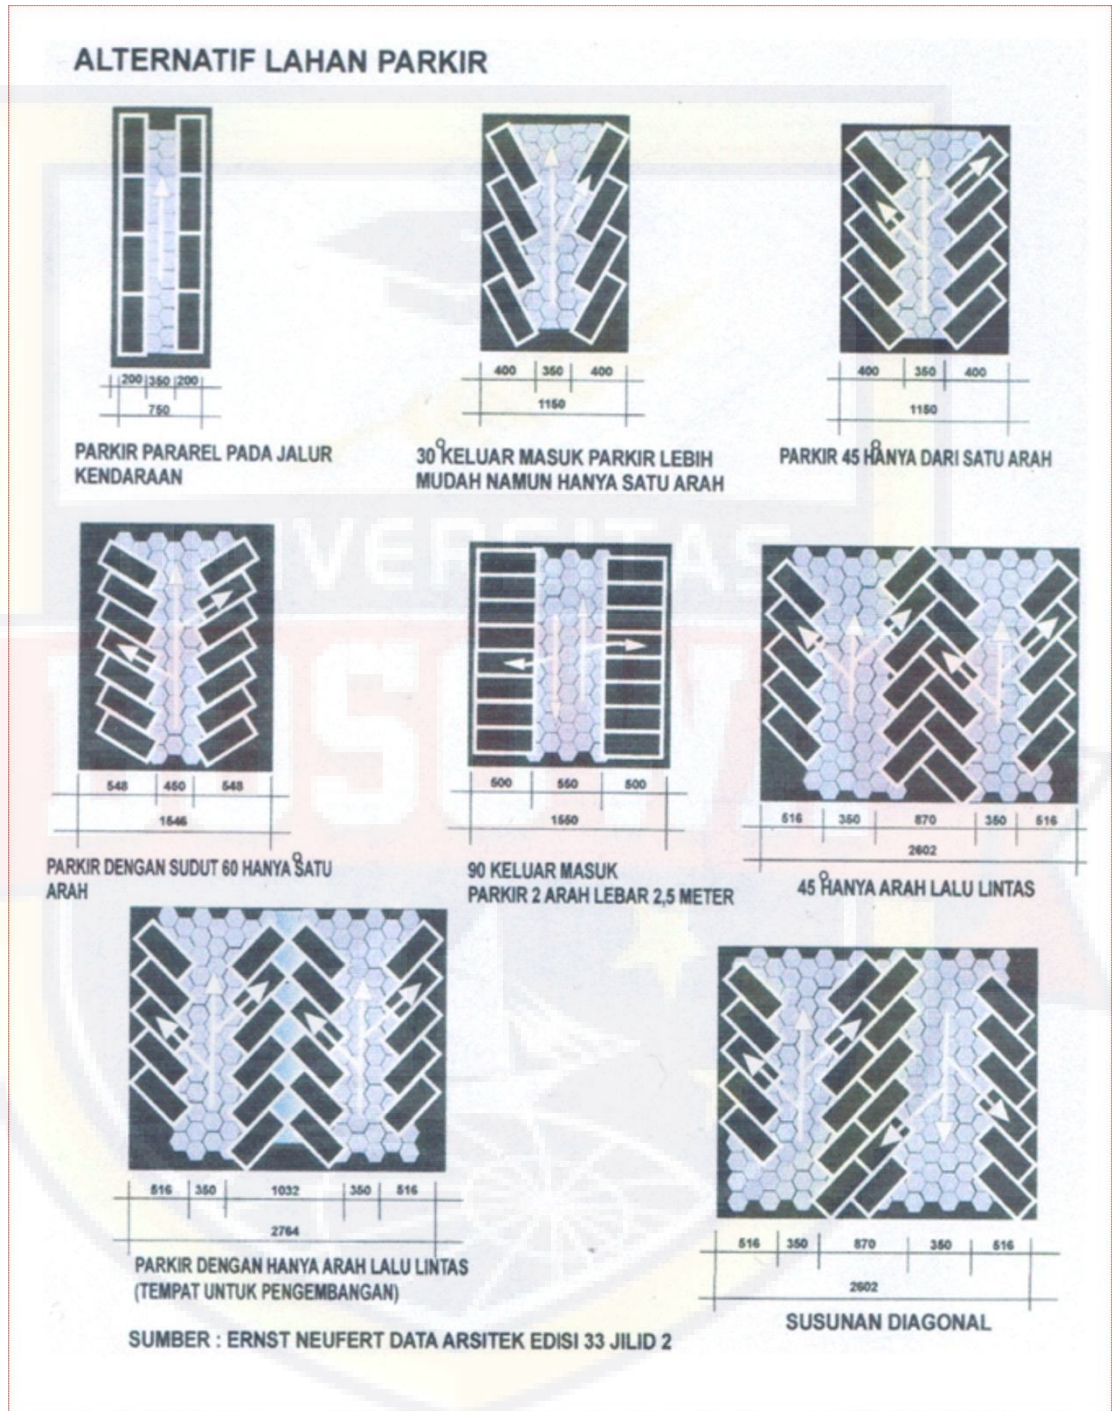 ALTERNATIF LAHAN PARKIR
200 350 200
750
PARKIR PARAREL PADA JALUR
KENDARAAN
400 350 400
1150
30° KELUAR MASUK PARKIR LEBIH
MUDAH NAMUN HANYA SATU ARAH
400 350 400
1150
PARKIR 45° HANYA DARI SATU ARAH
548 450 548
1546
PARKIR DENGAN SUDUT 60 HANYA° SATU
ARAH
500 550 500
1550
90 KELUAR MASUK
PARKIR 2 ARAH LEBAR 2,5 METER
516 350 870 350 516
2602
45° HANYA ARAH LALU LINTAS
516 350 1032 350 516
2764
PARKIR DENGAN HANYA ARAH LALU LINTAS
(TEMPAT UNTUK PENGEMBANGAN)
516 350 870 350 516
2602
SUSUNAN DIAGONAL
SUMBER : ERNST NEUFERT DATA ARSITEK EDISI 33 JILID 2
UNIVERSITAS
BOSOWA